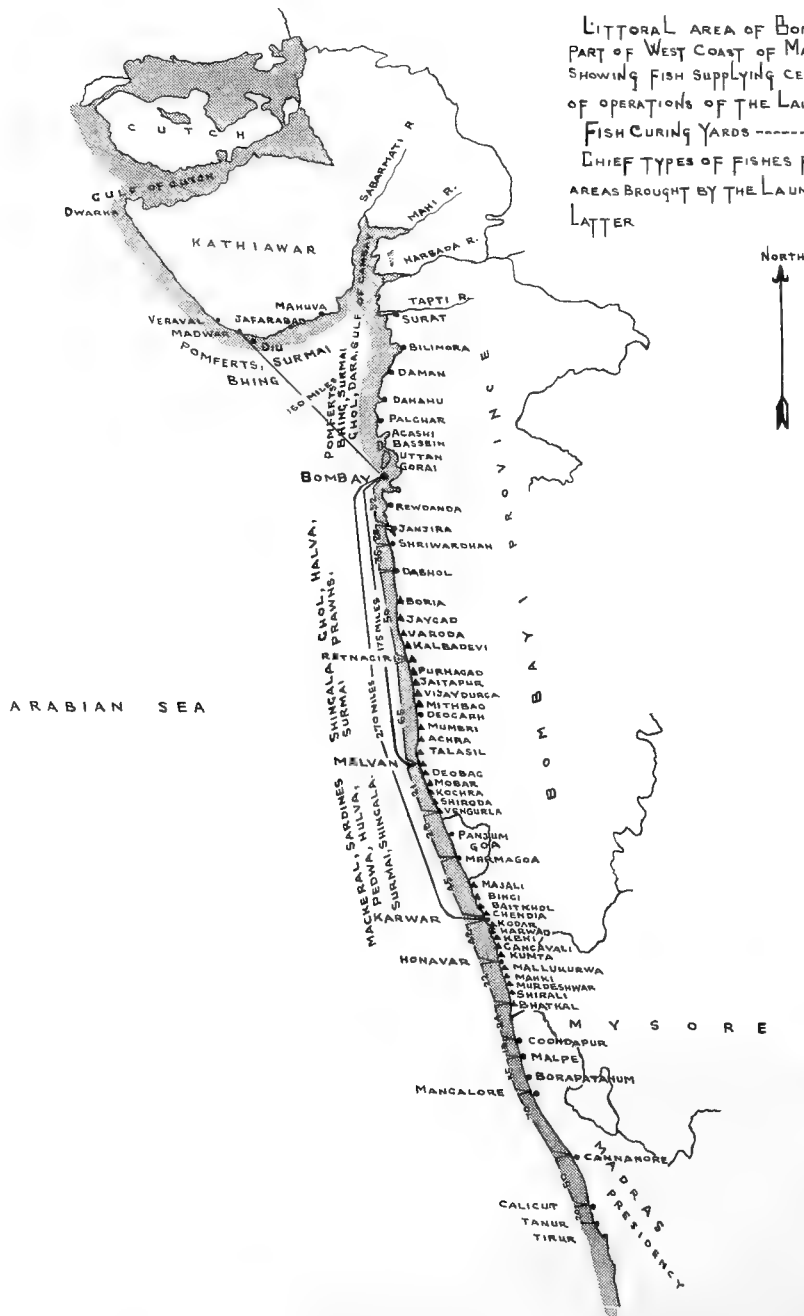 LITTORAL AREA OF BOM
PART OF WEST COAST OF MA
SHOWING FISH SUPPLYING CE
OF OPERATIONS OF THE LAU
FISH CURING YARDS ------
CHIEF TYPES OF FISHES F
AREAS BROUGHT BY THE LAUN
LATTER
NORTH
CUTCH
GULF OF CUTCH
DWARKA
KATHIAWAR
SABARMATI R
MAHI R.
NARBADA R.
TAPTI R
GULF OF CAMBAY
MAHUVA
JAFARABAD
VERAVAL
MADWAR
DIU
POMFERTS, SURMAI
BHING
160 MILES
POMFERTS,
BHING, SURMAI
GHOL, DARA,
SURAT
BILIMORA
DAMAN
DAHAHU
PALGHAR
AGASHI
BASSEIN
UTTAN
GORAI
BOMBAY
REWDANDA
JANJIRA
SHRIWARDHAN
DABHOL
BORIA
JAYGAD
VARODA
KALBADEVI
RETNAGIRI
PURNAGAD
JAITAPUR
VIJAYDURGA
MITHBAO
DEOGARH
MUMBRI
ACHRA
TALASIL
MALVAN
DEOBAG
MOBAR
KOCHRA
SHIRODA
VENGURLA
PANJUM
GOA
MARMAGOA
MAJALI
BINGI
BAITKHOL
CHENDIA
KARWAR
KODAR
HARWAD
KENI
GANGAVALI
KUMTA
HONAVAR
MALLUKURWA
MANKI
MURDESHWAR
SHIRALI
BHATKAL
COONDAPUR
MALPE
BORAPATANUM
MANGALORE
CANNANORE
CALICUT
TANUR
TIRUR
175 MILES
270 MILES
SHINGALA, GHOL, HALVA,
SURMAI PRAWNS.
MACKERAL, SARDINES
PEDWA, HULVA,
SURMAI, SHINGALA.
ARABIAN SEA
BOMBAY PROVINCE
MYSORE
MADRAS
PRESIDENCY